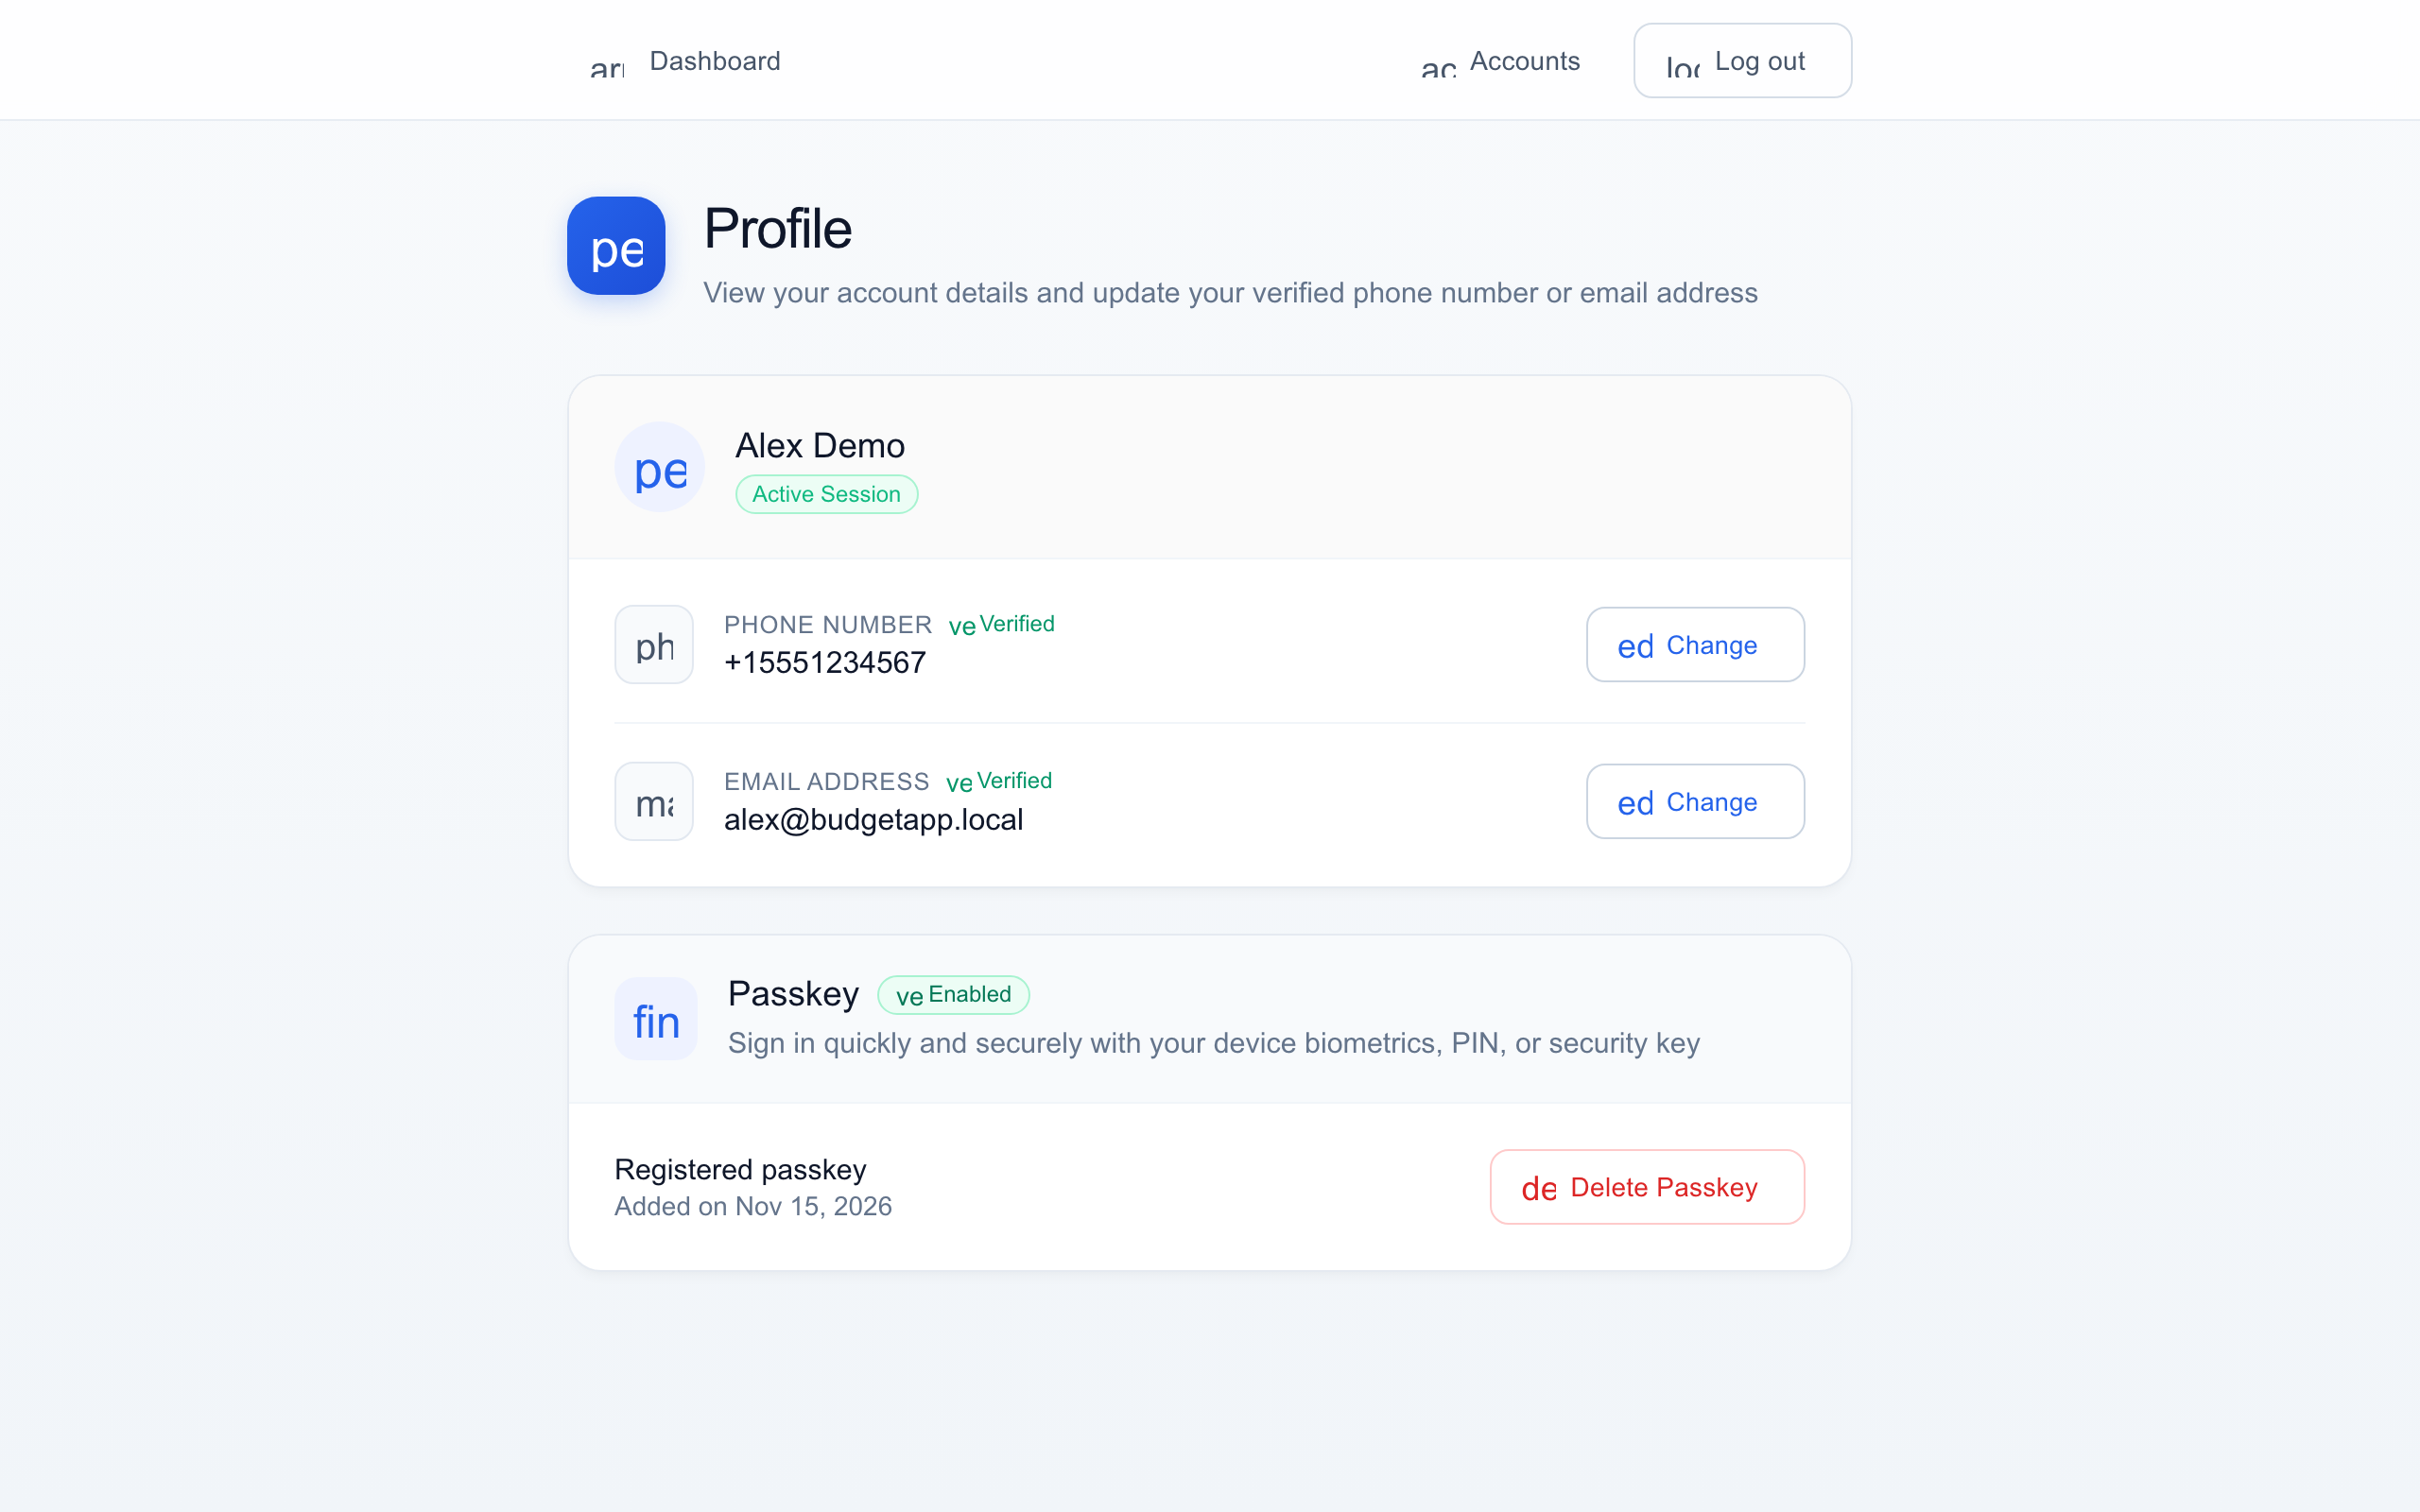 arr Dashboard ac Accounts log Log out
pe Profile
View your account details and update your verified phone number or email address
pe Alex Demo
Active Session
ph PHONE NUMBER ve Verified
+15551234567
ed Change
ma EMAIL ADDRESS ve Verified
alex@budgetapp.local
ed Change
fin Passkey ve Enabled
Sign in quickly and securely with your device biometrics, PIN, or security key
Registered passkey
Added on Nov 15, 2026
de Delete Passkey